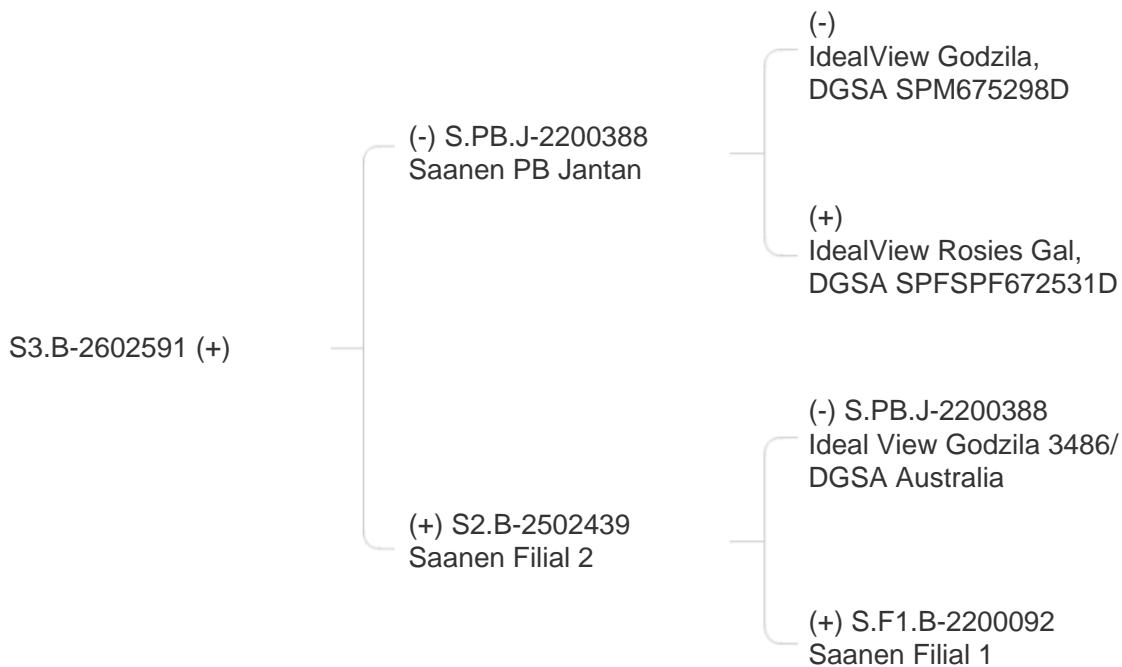 S3.B-2602591 (+)
(-) S.PB.J-2200388
Saanen PB Jantan
(-)
IdealView Godzila,
DGSA SPM675298D
(+)
IdealView Rosies Gal,
DGSA SPFSPF672531D
(+) S2.B-2502439
Saanen Filial 2
(-) S.PB.J-2200388
Ideal View Godzila 3486/
DGSA Australia
(+) S.F1.B-2200092
Saanen Filial 1